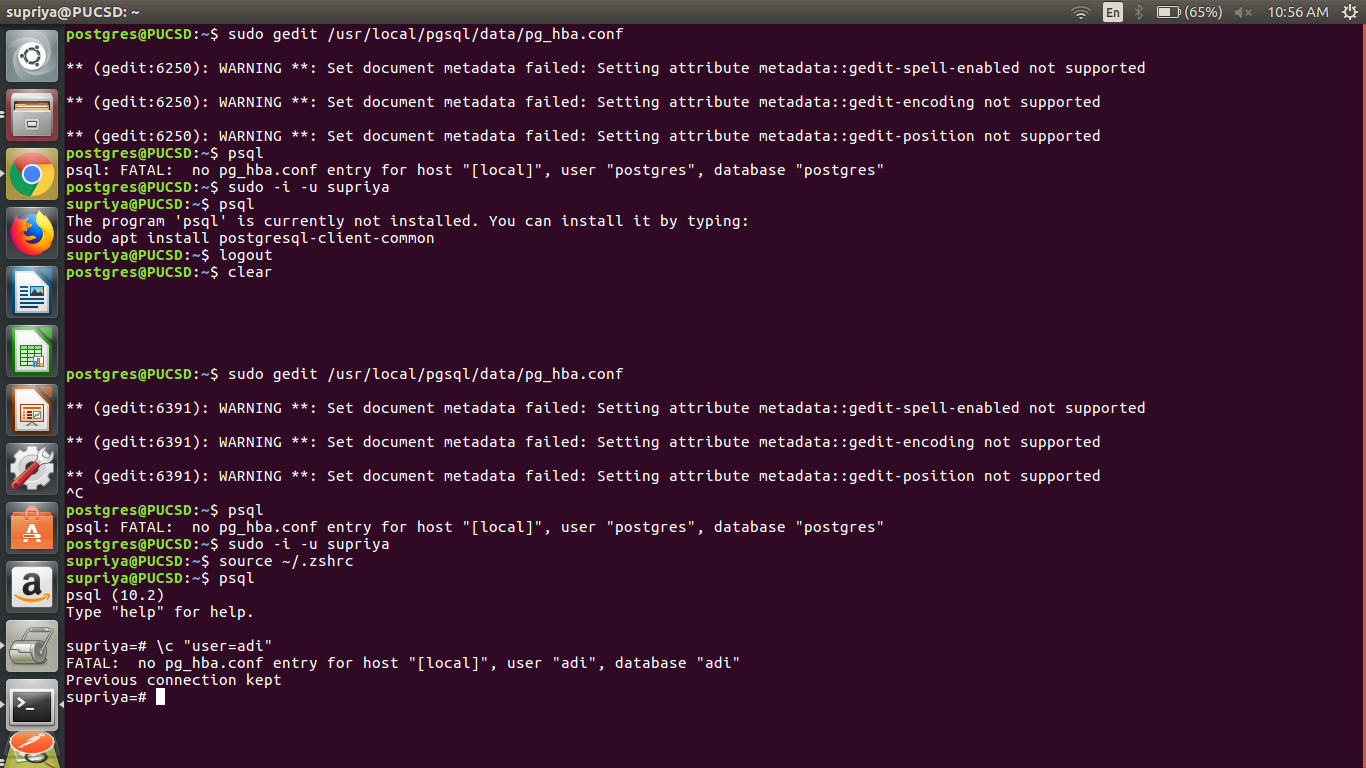 supriya@PUCSD: ~
En
(65%)
10:56 AM
postgres@PUCSD:~$ sudo gedit /usr/local/pgsql/data/pg_hba.conf
** (gedit:6250): WARNING **: Set document metadata failed: Setting attribute metadata::gedit-spell-enabled not supported
** (gedit:6250): WARNING **: Set document metadata failed: Setting attribute metadata::gedit-encoding not supported
** (gedit:6250): WARNING **: Set document metadata failed: Setting attribute metadata::gedit-position not supported
postgres@PUCSD:~$ psql
psql: FATAL:  no pg_hba.conf entry for host "[local]", user "postgres", database "postgres"
postgres@PUCSD:~$ sudo -i -u supriya
supriya@PUCSD:~$ psql
The program 'psql' is currently not installed. You can install it by typing:
sudo apt install postgresql-client-common
supriya@PUCSD:~$ logout
postgres@PUCSD:~$ clear
postgres@PUCSD:~$ sudo gedit /usr/local/pgsql/data/pg_hba.conf
** (gedit:6391): WARNING **: Set document metadata failed: Setting attribute metadata::gedit-spell-enabled not supported
** (gedit:6391): WARNING **: Set document metadata failed: Setting attribute metadata::gedit-encoding not supported
** (gedit:6391): WARNING **: Set document metadata failed: Setting attribute metadata::gedit-position not supported
^C
postgres@PUCSD:~$ psql
psql: FATAL:  no pg_hba.conf entry for host "[local]", user "postgres", database "postgres"
postgres@PUCSD:~$ sudo -i -u supriya
supriya@PUCSD:~$ source ~/.zshrc
supriya@PUCSD:~$ psql
psql (10.2)
Type "help" for help.
supriya=# \c "user=adi"
FATAL:  no pg_hba.conf entry for host "[local]", user "adi", database "adi"
Previous connection kept
supriya=#